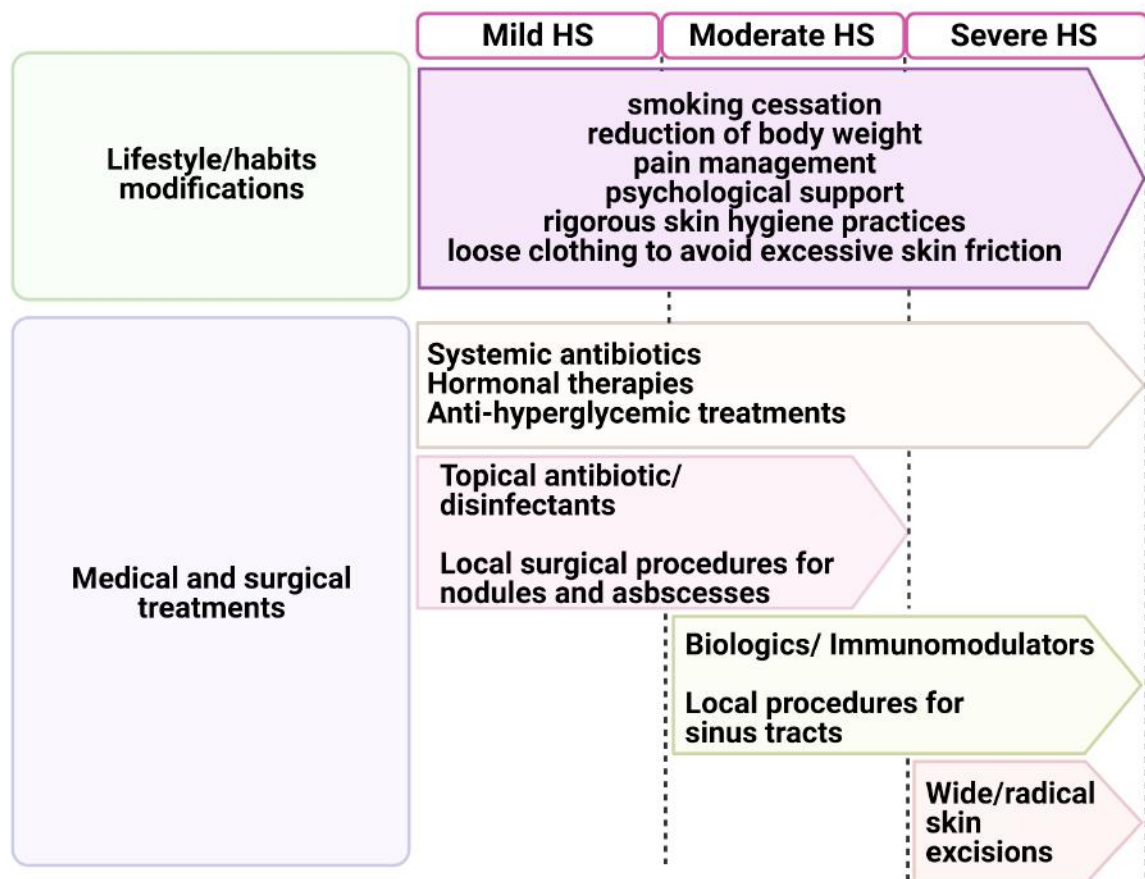 Mild HS
Moderate HS
Severe HS
Lifestyle/habits
modifications
smoking cessation
reduction of body weight
pain management
psychological support
rigorous skin hygiene practices
loose clothing to avoid excessive skin friction
Medical and surgical
treatments
Systemic antibiotics
Hormonal therapies
Anti-hyperglycemic treatments
Topical antibiotic/
disinfectants
Local surgical procedures for
nodules and asbscesses
Biologics/ Immunomodulators
Local procedures for
sinus tracts
Wide/radical
skin
excisions